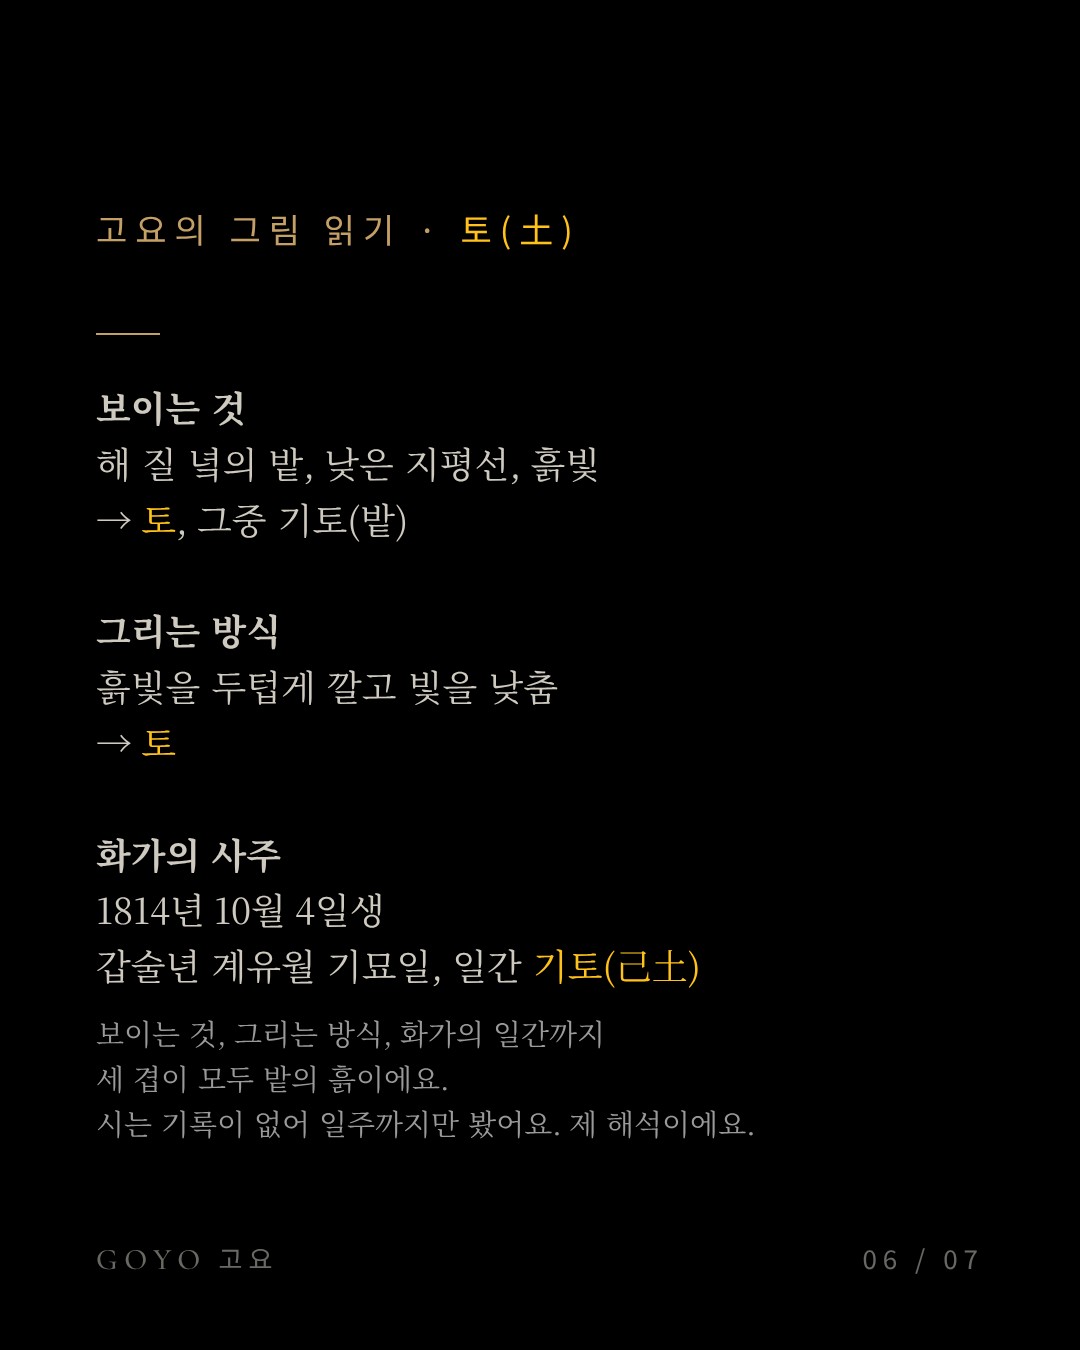 고요의 그림 읽기 · 토(土)
보이는 것
해 질 녘의 밭, 낮은 지평선, 흙빛
→ 토, 그중 기토(밭)
그리는 방식
흙빛을 두텁게 깔고 빛을 낮춤
→ 토
화가의 사주
1814년 10월 4일생
갑술년 계유월 기묘일, 일간 기토(己土)
보이는 것, 그리는 방식, 화가의 일간까지
세 겹이 모두 밭의 흙이에요.
시는 기록이 없어 일주까지만 봤어요. 제 해석이에요.
GOYO 고요
06 / 07